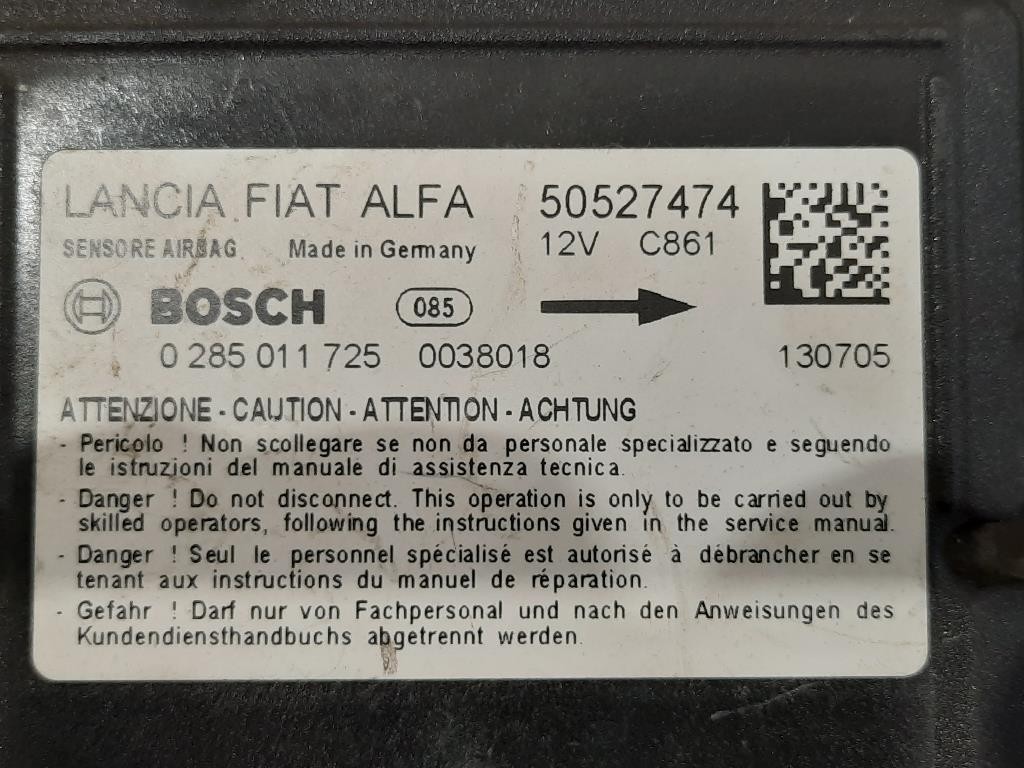 LANCIA FIAT ALFA 50527474
SENSORE AIRBAG Made in Germany 12V C861
BOSCH 085
0 285 011 725 0038018 130705
ATTENZIONE - CAUTION - ATTENTION - ACHTUNG
- Pericolo ! Non scollegare se non da personale specializzato e seguendo
le istruzioni del manuale di assistenza tecnica.
- Danger ! Do not disconnect. This operation is only to be carried out by
skilled operators, following the instructions given in the service manual.
- Danger ! Seul le personnel spécialisé est autorisé à débrancher en se
tenant aux instructions du manuel de réparation.
- Gefahr ! Darf nur von Fachpersonal und nach den Anweisungen des
Kundendiensthandbuchs abgetrennt werden.